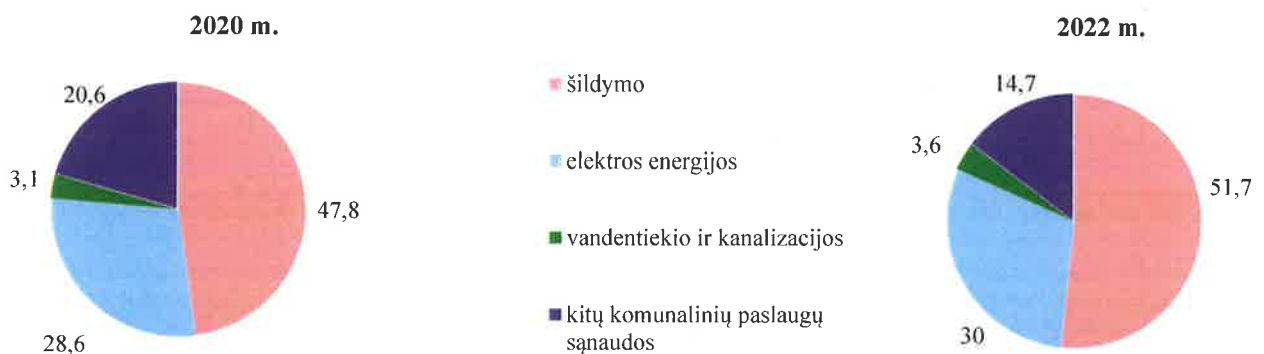 2020 m.
20,6
3,1
47,8
28,6
šildymo
elektros energijos
vandentiekio ir kanalizacijos
kitų komunalinių paslaugų
sąnaudos
2022 m.
14,7
3,6
51,7
30